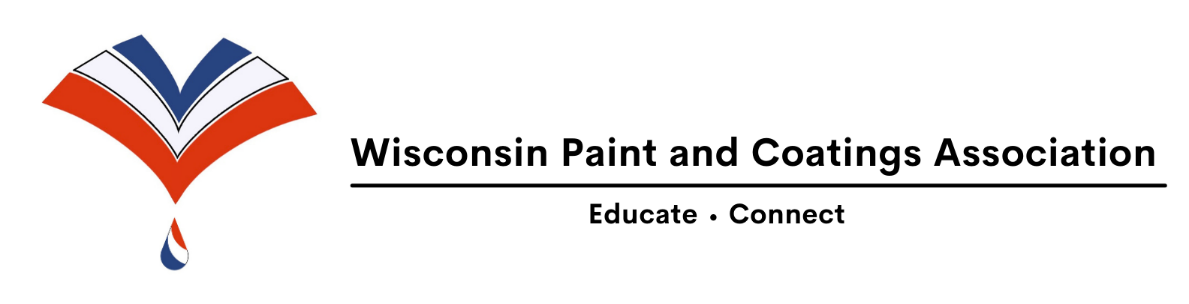 Wisconsin Paint and Coatings Association
Educate • Connect